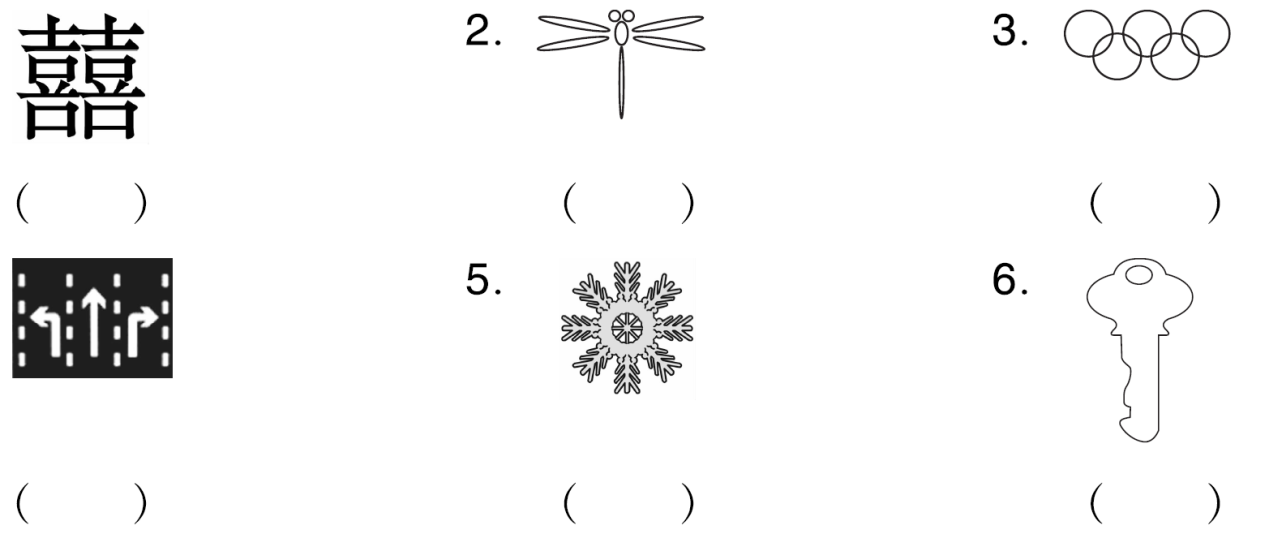 囍
2.
3.
( ) ( ) ( )
5.
6.
( ) ( ) ( )